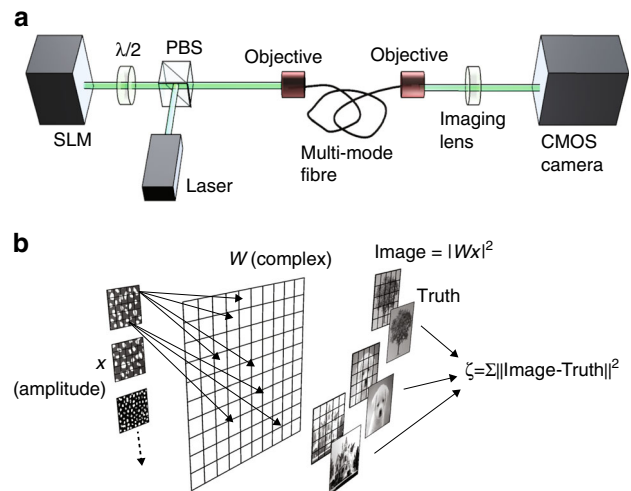 a
λ/2
PBS
Objective
Objective
SLM
Laser
Multi-mode
fibre
Imaging
lens
CMOS
camera
b
W (complex)
Image = |Wx|²
Truth
x
(amplitude)
ζ=Σ||Image-Truth||²